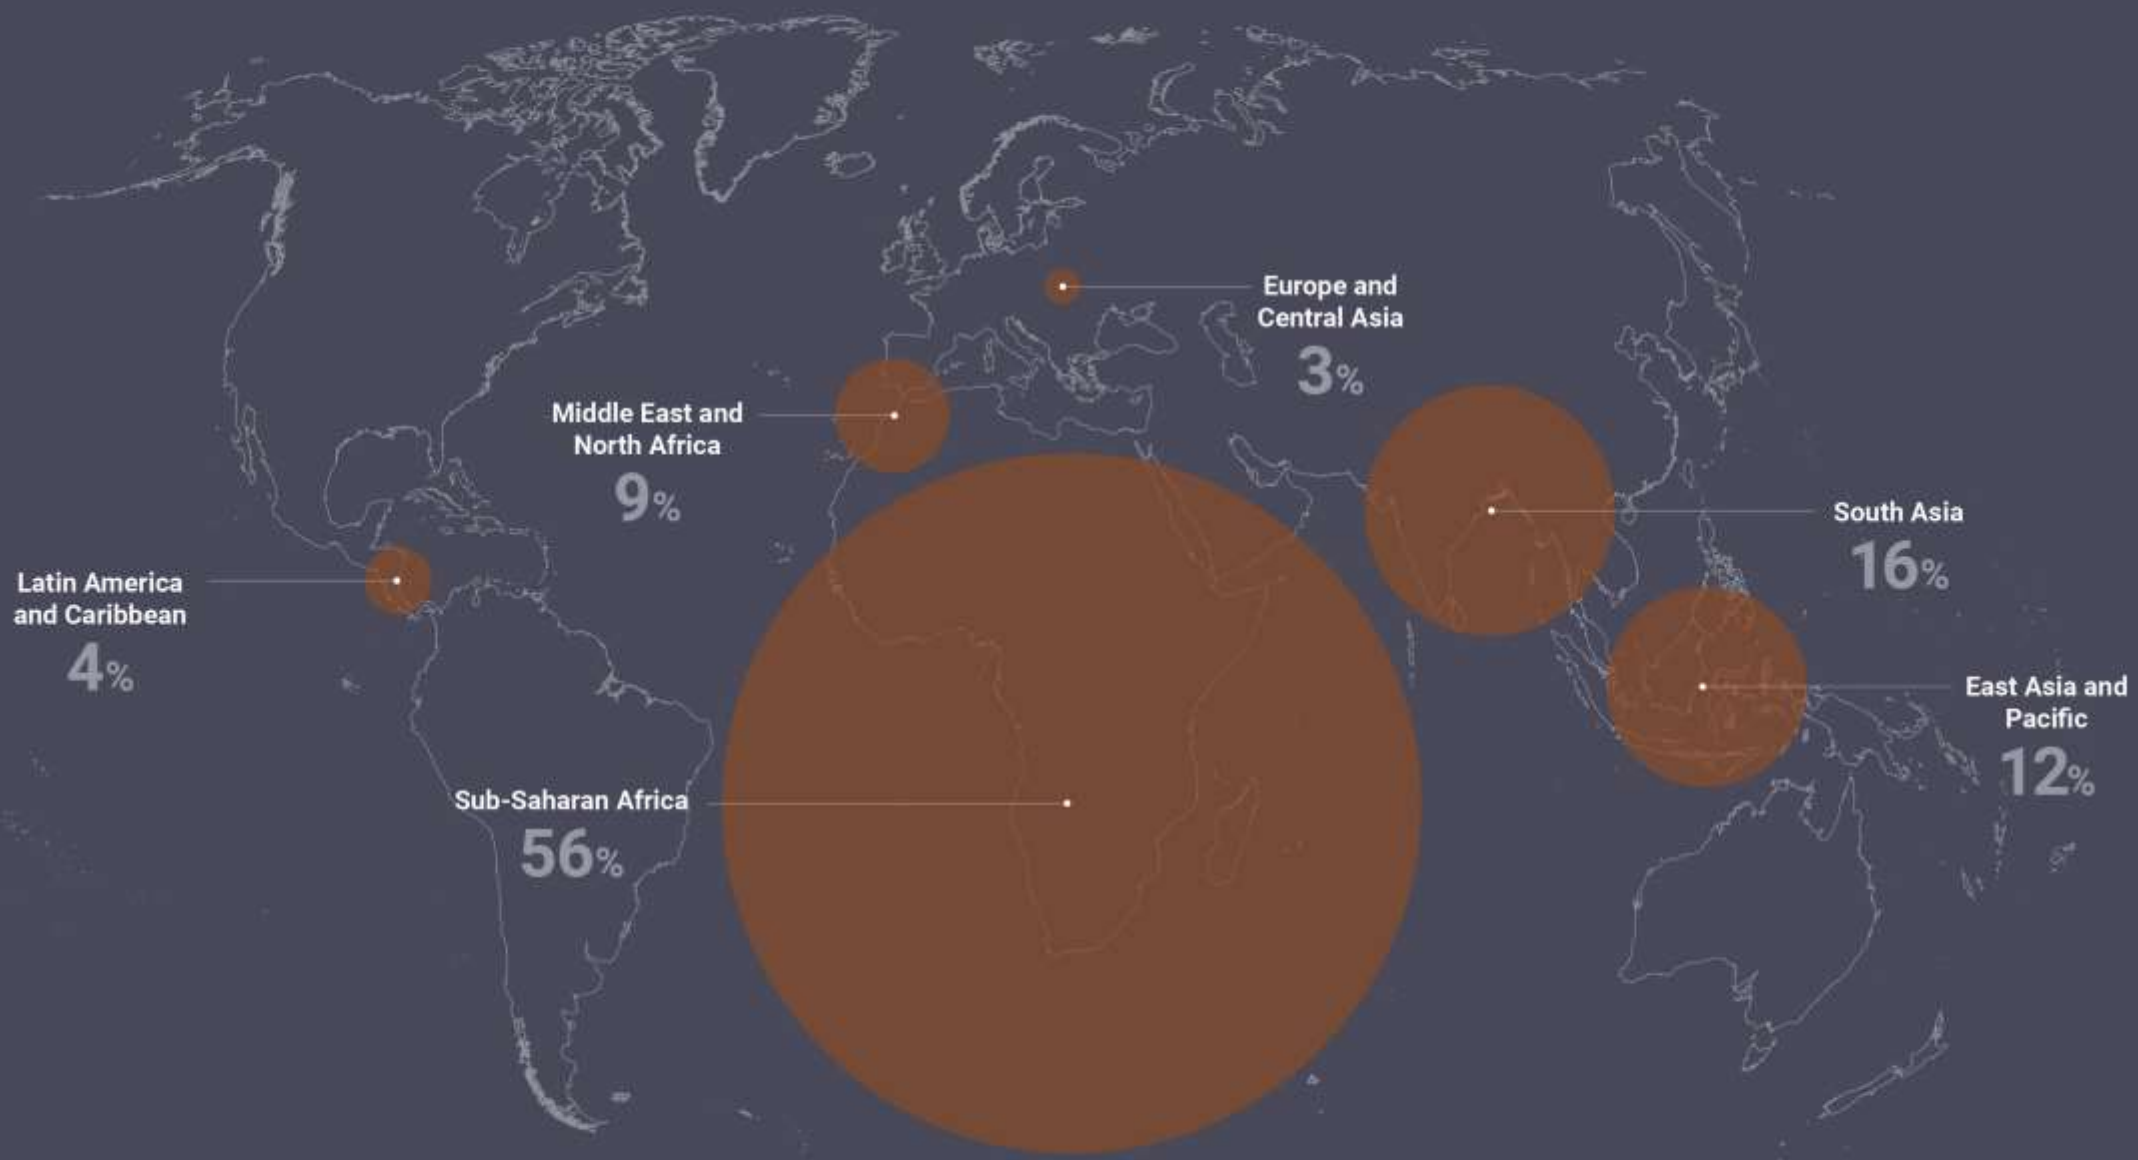 Europe and
Central Asia
3%
Middle East and
North Africa
9%
South Asia
16%
Latin America
and Caribbean
4%
East Asia and
Pacific
12%
Sub-Saharan Africa
56%